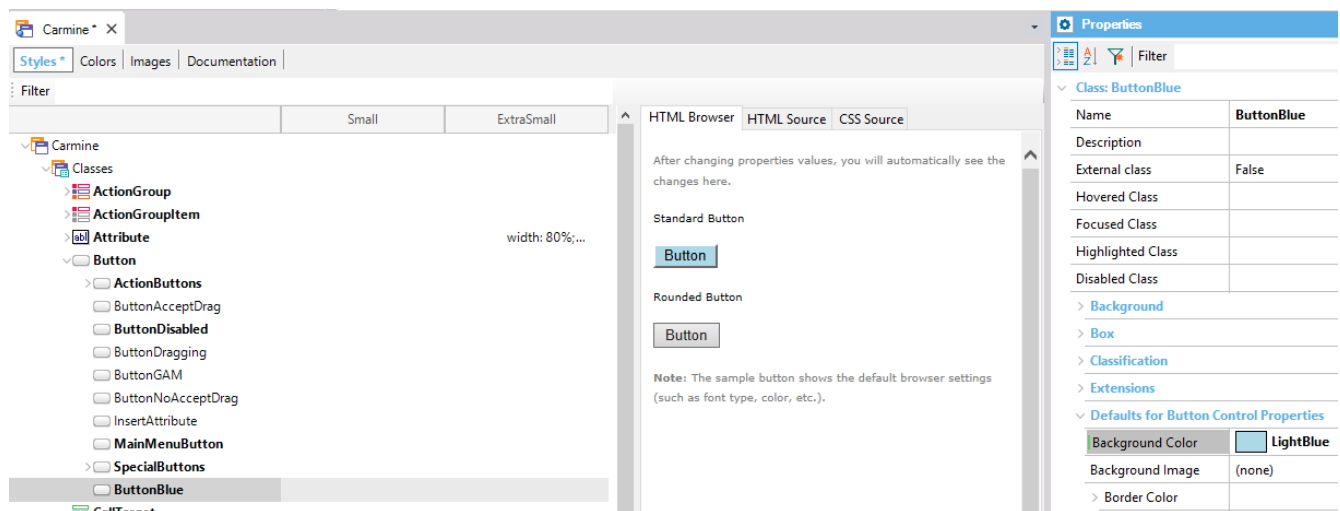 Carmine *
Styles * Colors Images Documentation
Filter
Small ExtraSmall
Carmine
Classes
ActionGroup
ActionGroupItem
Attribute width: 80%;...
Button
ActionButtons
ButtonAcceptDrag
ButtonDisabled
ButtonDragging
ButtonGAM
ButtonNoAcceptDrag
InsertAttribute
MainMenuButton
SpecialButtons
ButtonBlue
HTML Browser HTML Source CSS Source
After changing properties values, you will automatically see the
changes here.
Standard Button
Button
Rounded Button
Button
Note: The sample button shows the default browser settings
(such as font type, color, etc.).
Properties
Filter
Class: ButtonBlue
Name ButtonBlue
Description
External class False
Hovered Class
Focused Class
Highlighted Class
Disabled Class
Background
Box
Classification
Extensions
Defaults for Button Control Properties
Background Color LightBlue
Background Image (none)
Border Color